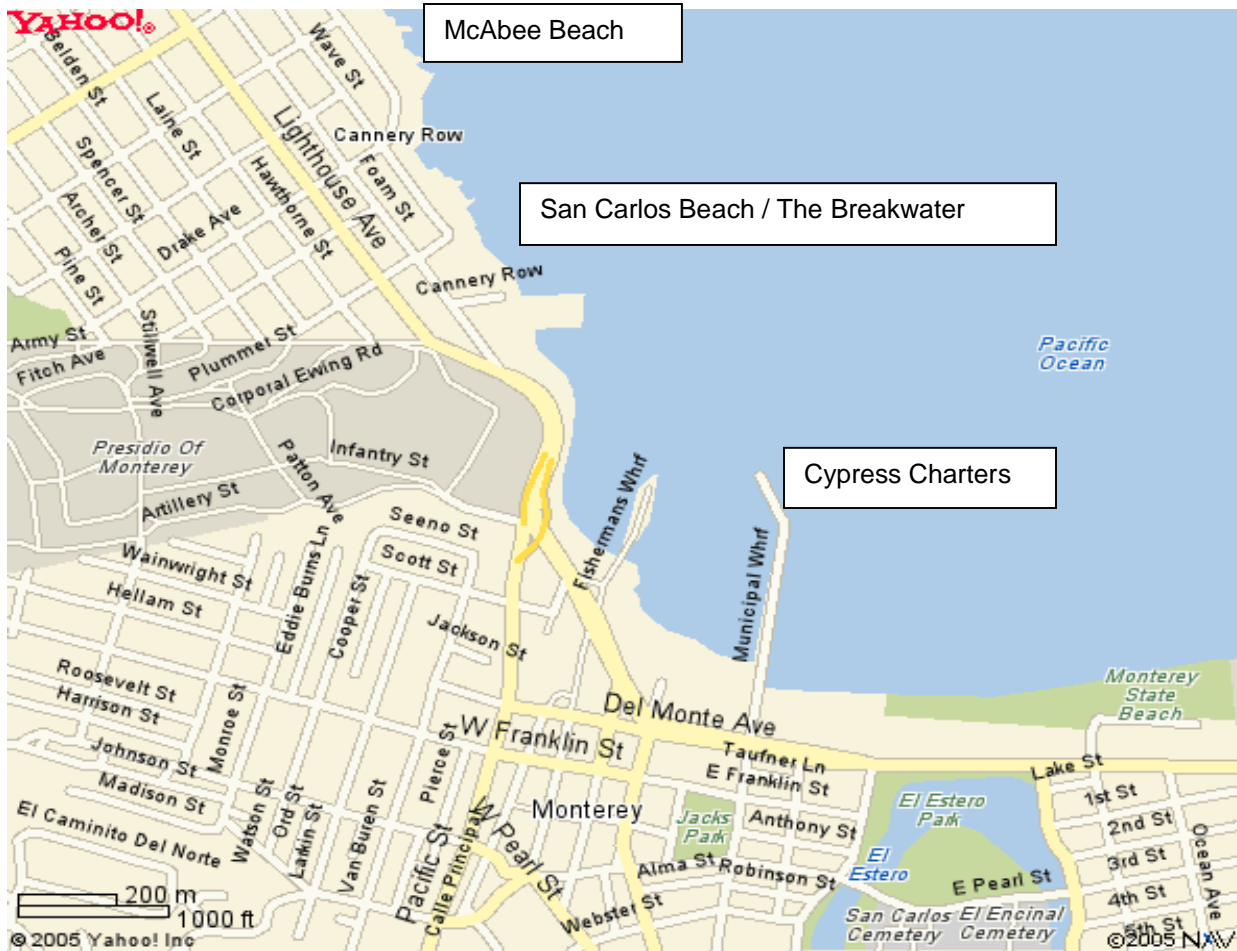 YAHOO!®
McAbee Beach
Belden St
Wave St
Laine St
Lighthouse Ave
Cannery Row
Spencer St
Foam St
Hawthorne St
Archer St
Drake Ave
San Carlos Beach / The Breakwater
Pine St
Cannery Row
Army St
Stillwell Ave
Plummer St
Fitch Ave
Corporal Ewing Rd
Pacific
Ocean
Presidio Of
Monterey
Infantry St
Patton Ave
Cypress Charters
Artillery St
Fishermans Whrf
Seeno St
Municipal Whrf
Wainwright St
Eddie Burns Ln
Scott St
Hellam St
Cooper St
Jackson St
Roosevelt St
Monterey
State
Beach
Harrison St
Monroe St
Del Monte Ave
W Franklin St
Johnson St
Pierce St
Taufner Ln
Lake St
Madison St
E Franklin St
1st St
El Caminito Del Norte
Watson St
Old St
Larkin St
Van Buren St
Pacific St
Calle Principal
W Pearl St
Monterey
Jacks
Park
Anthony St
El Estero
Park
2nd St
Ocean Ave
3rd St
El
Estero
Alma St
Robinson St
E Pearl St
4th St
200 m
1000 ft
Webster St
San Carlos
Cemetery
El Encinal
Cemetery
5th St
© 2005 Yahoo! Inc
©2005 NAV